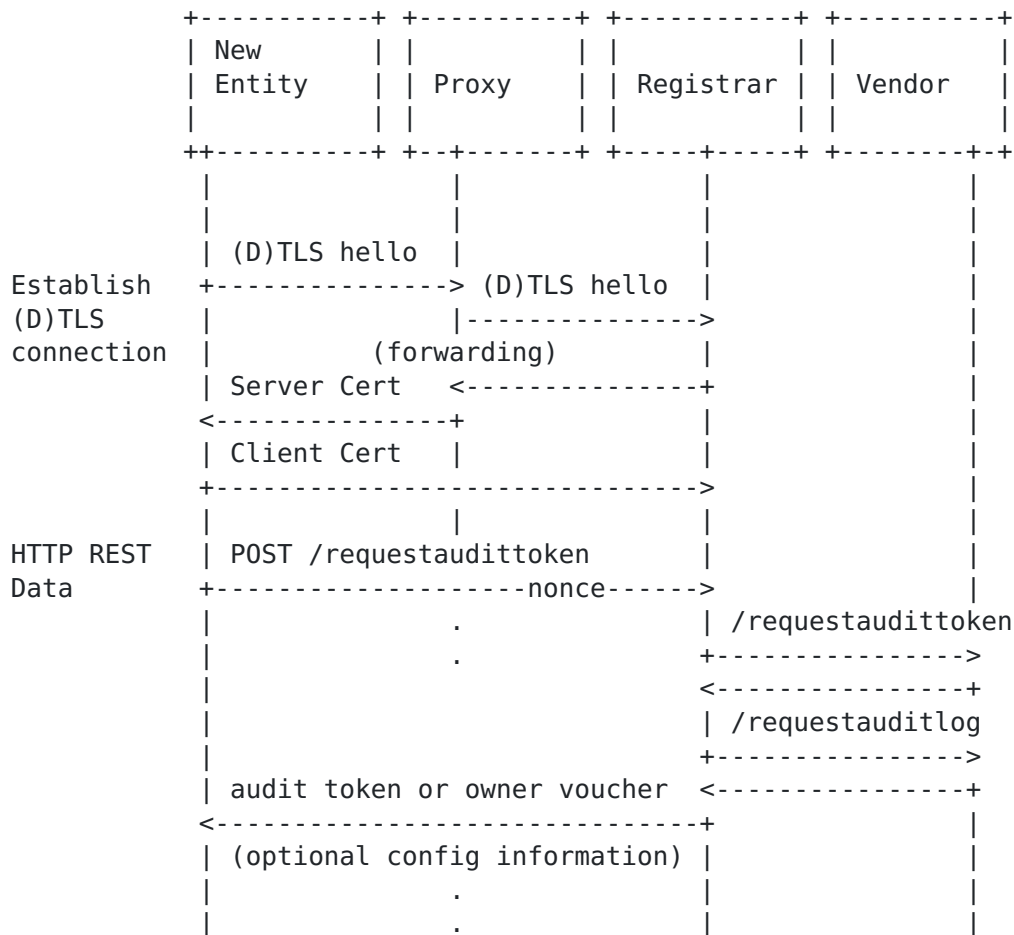 New
Entity Proxy Registrar Vendor
(D)TLS hello
Establish (D)TLS hello
(D)TLS
connection (forwarding)
Server Cert
Client Cert
HTTP REST POST /requestaudittoken
Data nonce
. /requestaudittoken
.
/requestauditlog
audit token or owner voucher
(optional config information)
.
.